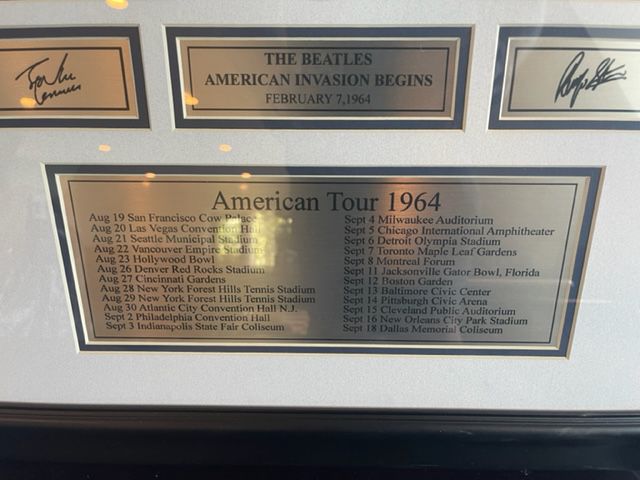 John
Lennon
THE BEATLES
AMERICAN INVASION BEGINS
FEBRUARY 7,1964
American Tour 1964
Aug 19 San Francisco Cow Palace
Aug 20 Las Vegas Convention Hall
Aug 21 Seattle Municipal Stadium
Aug 22 Vancouver Empire Stadium
Aug 23 Hollywood Bowl
Aug 26 Denver Red Rocks Stadium
Aug 27 Cincinnati Gardens
Aug 28 New York Forest Hills Tennis Stadium
Aug 29 New York Forest Hills Tennis Stadium
Aug 30 Atlantic City Convention Hall N.J.
Sept 2 Philadelphia Convention Hall
Sept 3 Indianapolis State Fair Coliseum
Sept 4 Milwaukee Auditorium
Sept 5 Chicago International Amphitheater
Sept 6 Detroit Olympia Stadium
Sept 7 Toronto Maple Leaf Gardens
Sept 8 Montreal Forum
Sept 11 Jacksonville Gator Bowl, Florida
Sept 12 Boston Garden
Sept 13 Baltimore Civic Center
Sept 14 Pittsburgh Civic Arena
Sept 15 Cleveland Public Auditorium
Sept 16 New Orleans City Park Stadium
Sept 18 Dallas Memorial Coliseum